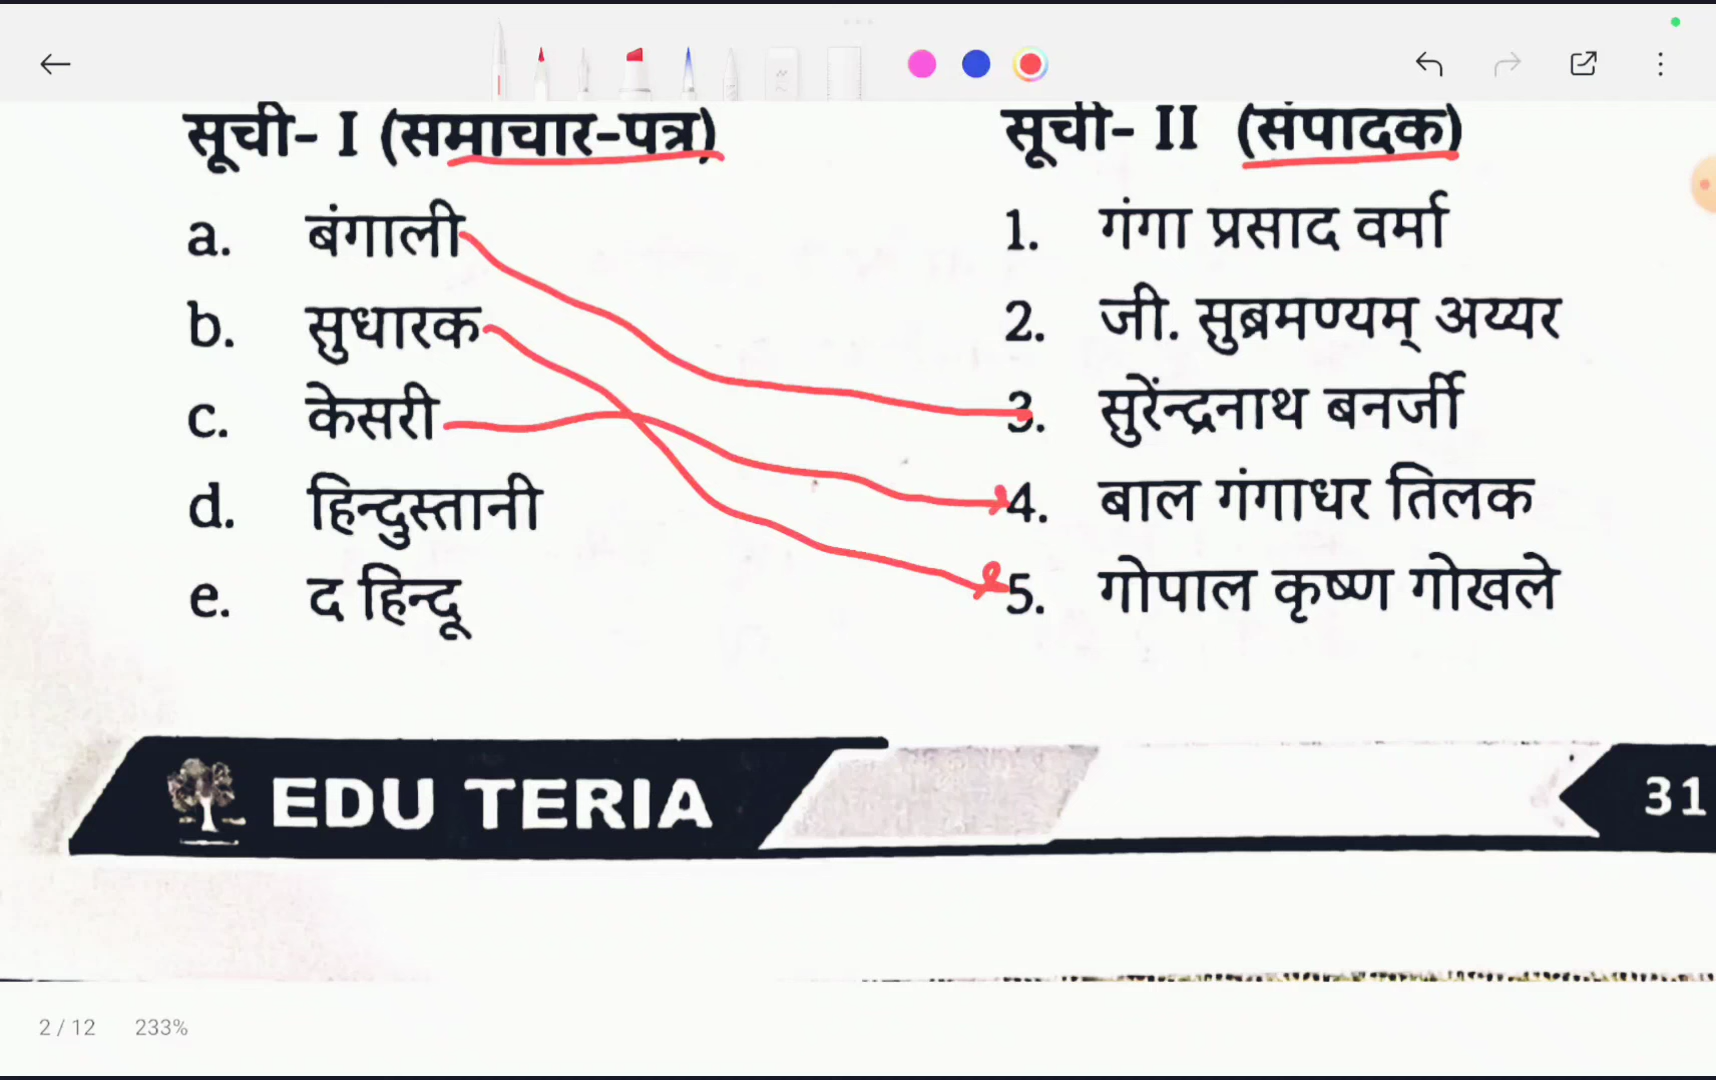 सूची- I (समाचार-पत्र) सूची- II (संपादक)
a. बंगाली 1. गंगा प्रसाद वर्मा
b. सुधारक 2. जी. सुब्रमण्यम् अय्यर
c. केसरी 3. सुरेंन्द्रनाथ बनर्जी
d. हिन्दुस्तानी 4. बाल गंगाधर तिलक
e. द हिन्दू 5. गोपाल कृष्ण गोखले
EDU TERIA 31
2 / 12 233%